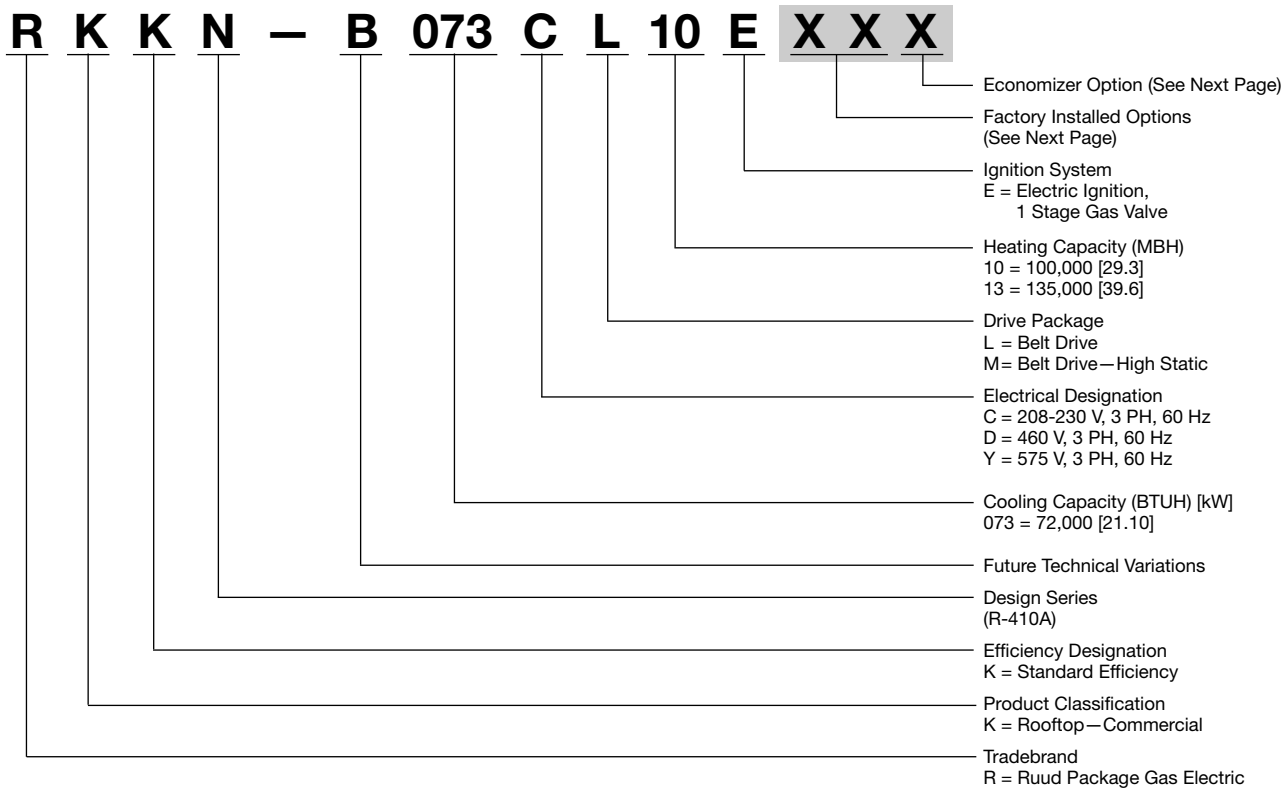 R K K N — B 073 C L 10 E X X X
Economizer Option (See Next Page)
Factory Installed Options
(See Next Page)
Ignition System
E = Electric Ignition,
1 Stage Gas Valve
Heating Capacity (MBH)
10 = 100,000 [29.3]
13 = 135,000 [39.6]
Drive Package
L = Belt Drive
M= Belt Drive—High Static
Electrical Designation
C = 208-230 V, 3 PH, 60 Hz
D = 460 V, 3 PH, 60 Hz
Y = 575 V, 3 PH, 60 Hz
Cooling Capacity (BTUH) [kW]
073 = 72,000 [21.10]
Future Technical Variations
Design Series
(R-410A)
Efficiency Designation
K = Standard Efficiency
Product Classification
K = Rooftop—Commercial
Tradebrand
R = Ruud Package Gas Electric